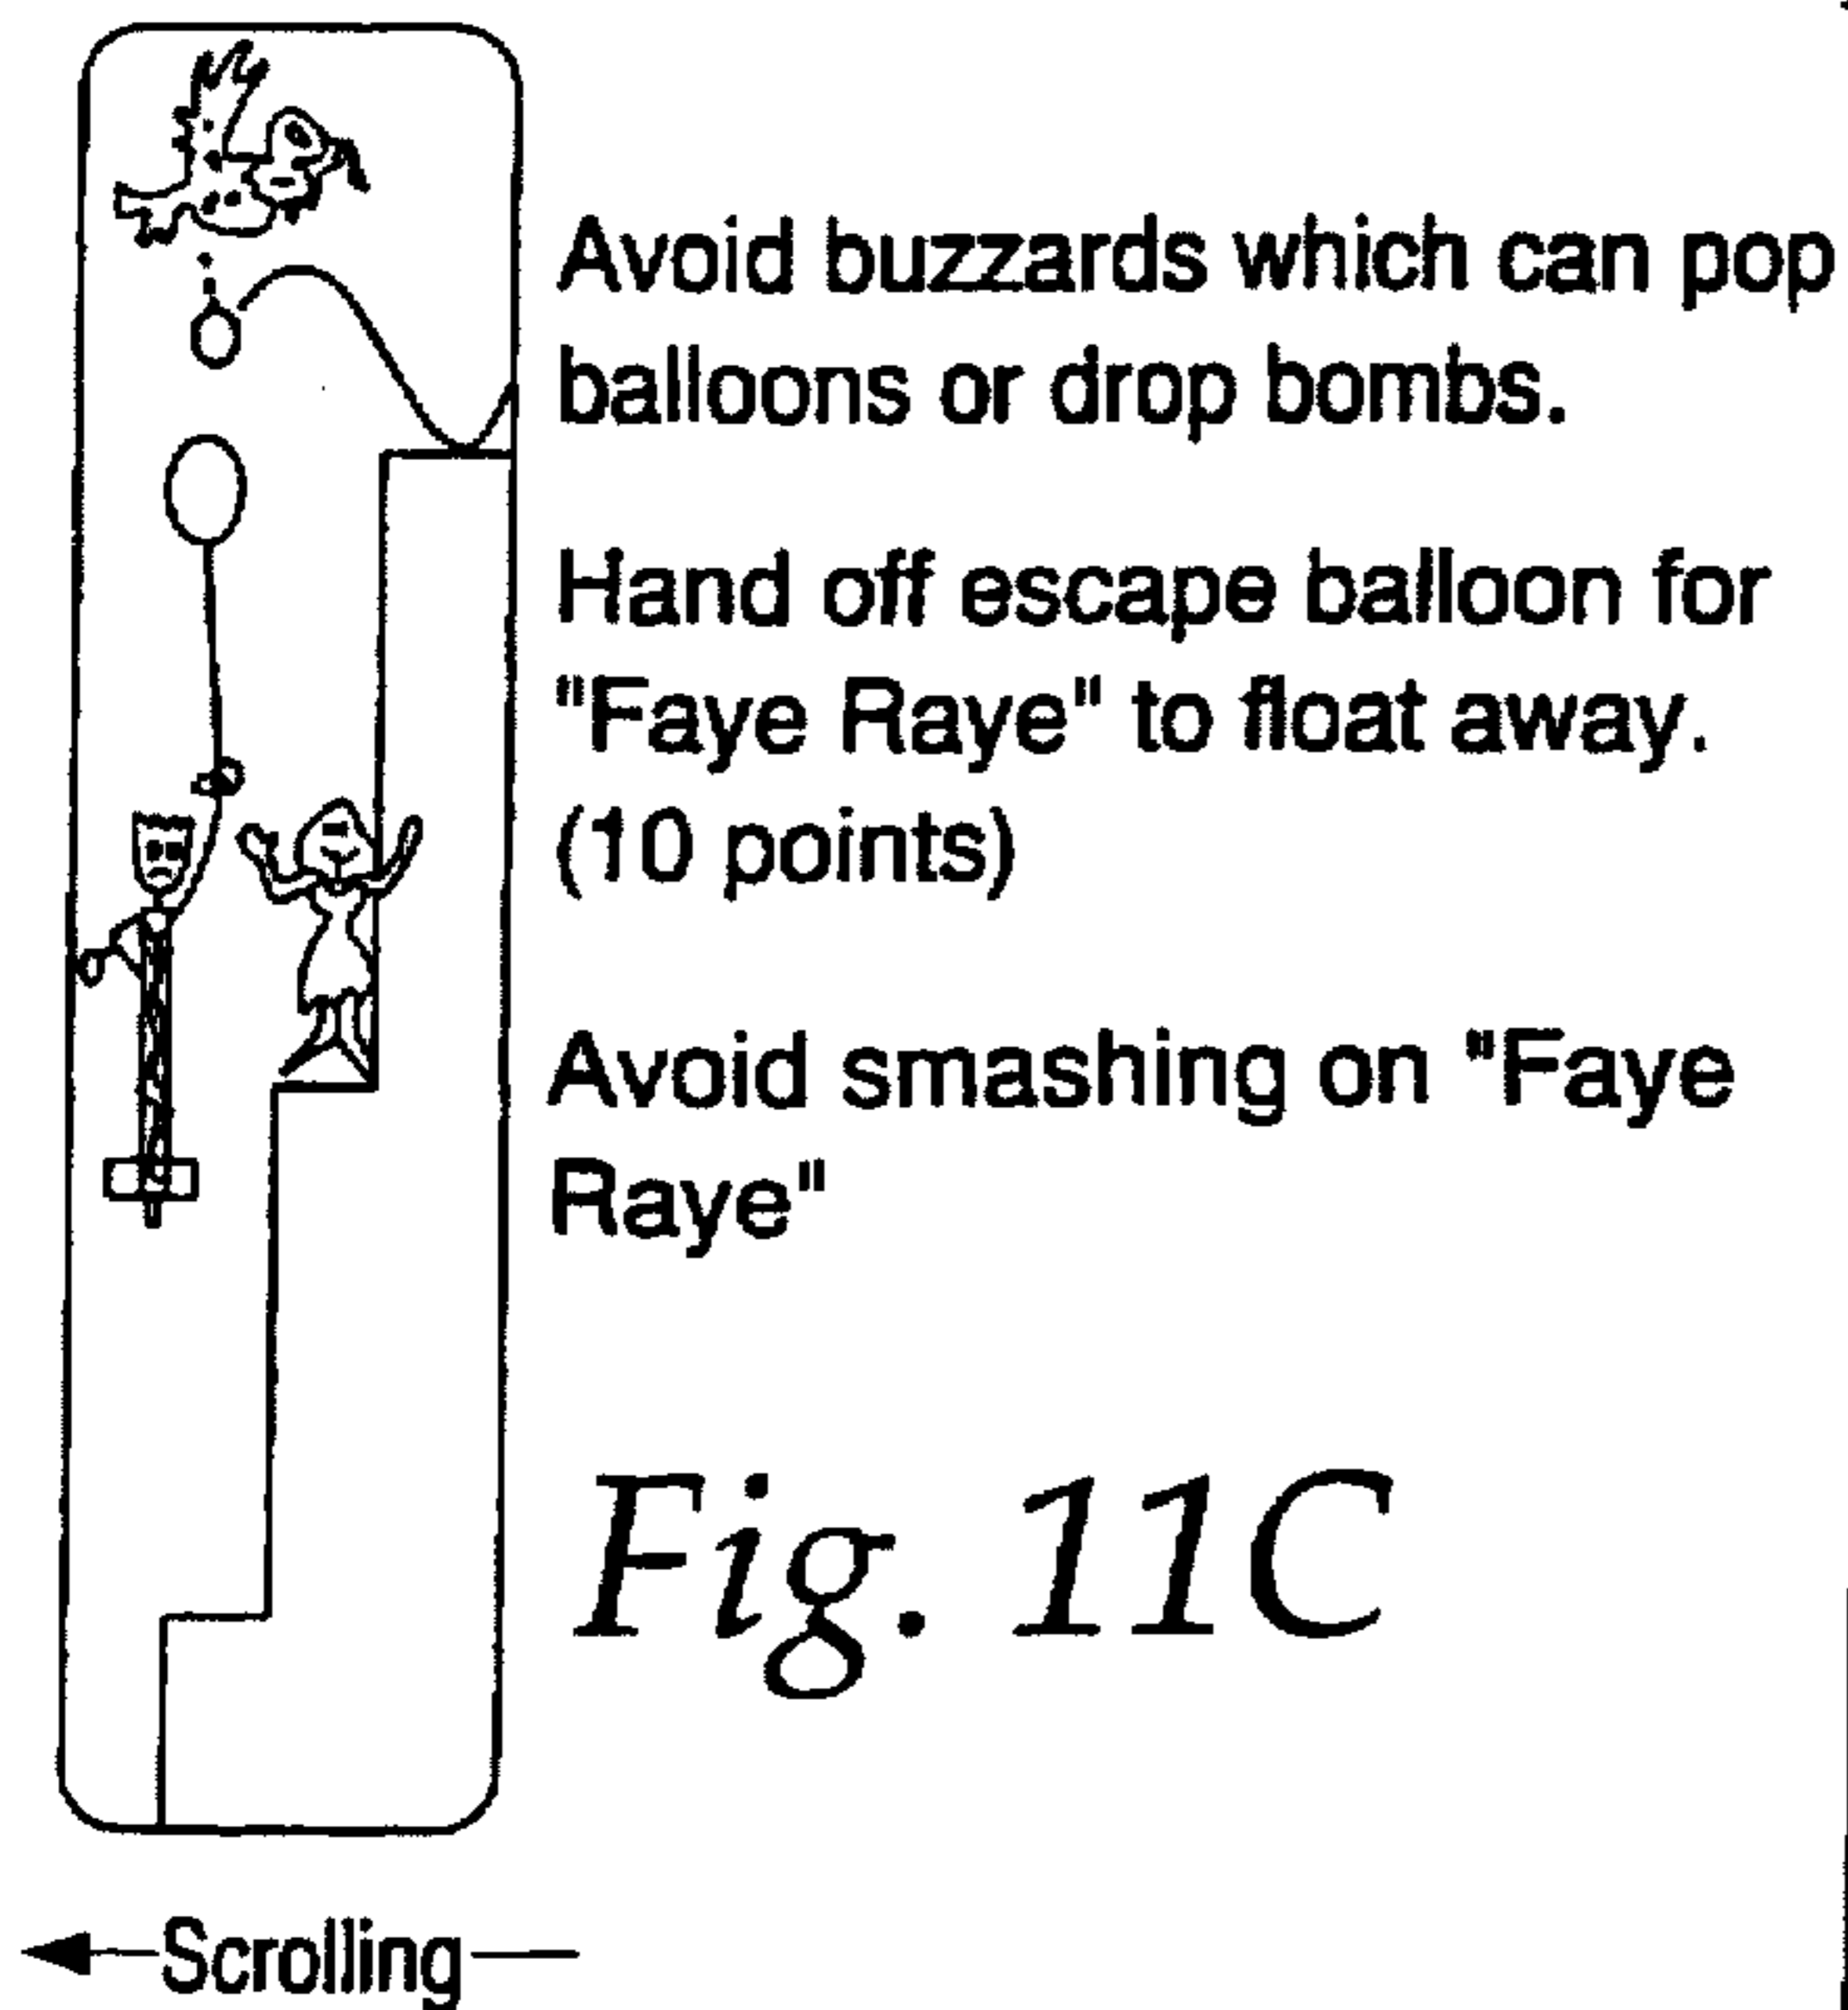 Avoid buzzards which can pop
balloons or drop bombs.
Hand off escape balloon for
"Faye Raye" to float away.
(10 points)
Avoid smashing on "Faye
Raye"
Fig. 11C
Scrolling